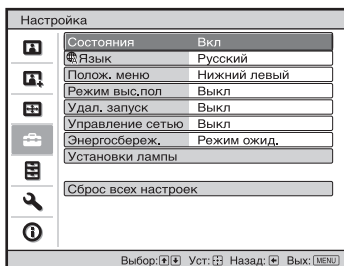 Настройка
Состояния Вкл
Язык Русский
Полож. меню Нижний левый
Режим выс.пол Выкл
Удал. запуск Выкл
Управление сетью Выкл
Энергосбереж. Режим ожид.
Установки лампы
Сброс всех настроек
Выбор: Уст: Назад: Вых: MENU